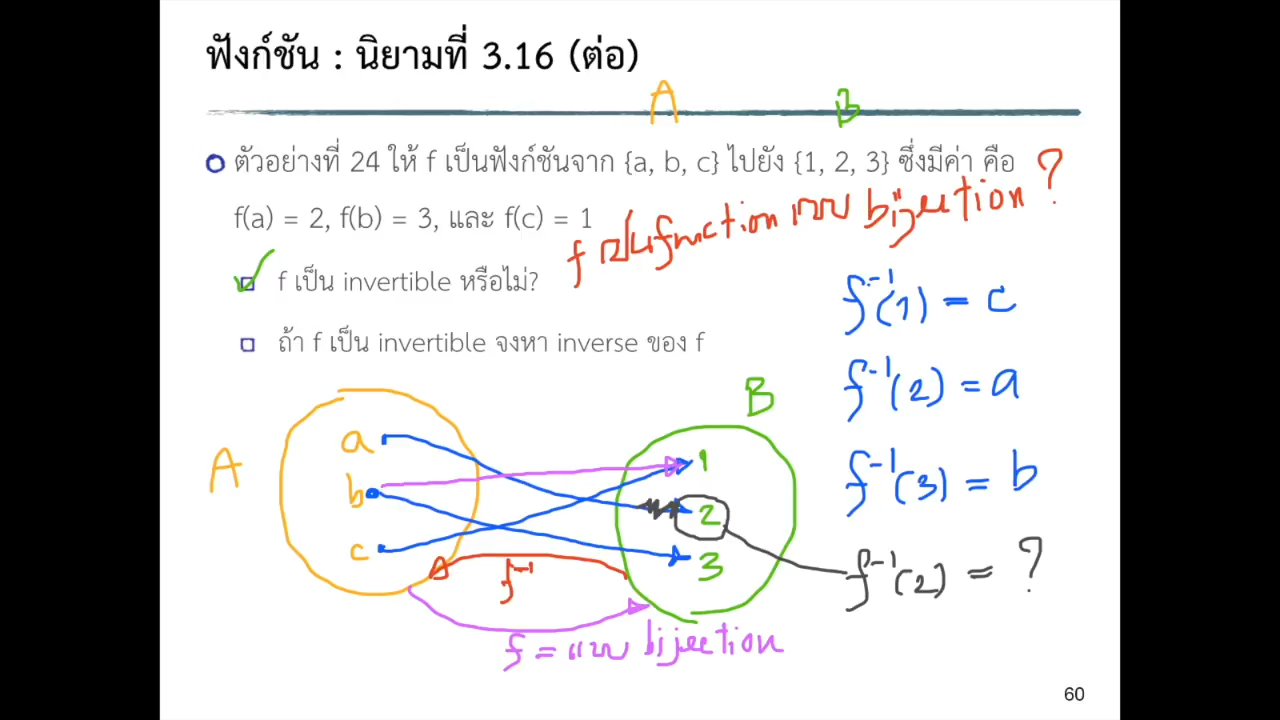 ฟังก์ชัน : นิยามที่ 3.16 (ต่อ)
A B
ตัวอย่างที่ 24 ให้ f เป็นฟังก์ชันจาก {a, b, c} ไปยัง {1, 2, 3} ซึ่งมีค่า คือ
f(a) = 2, f(b) = 3, และ f(c) = 1
f เป็น function แบบ bijection ?
f เป็น invertible หรือไม่?
ถ้า f เป็น invertible จงหา inverse ของ f
f⁻¹(1) = c
f⁻¹(2) = a
f⁻¹(3) = b
f⁻¹(2) = ?
A
a
b
c
B
1
2
3
f⁻¹
f = แบบ bijection
60